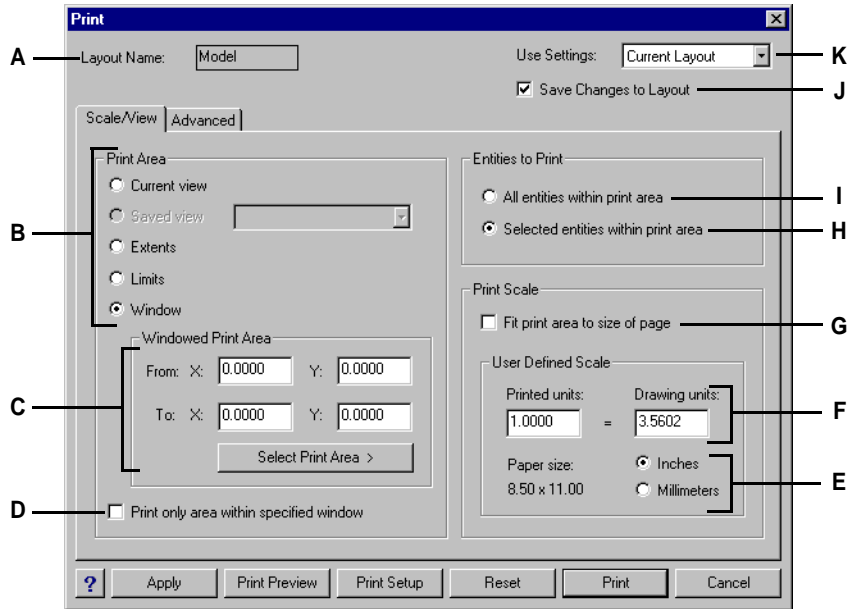 Print
A
Layout Name: Model
Use Settings: Current Layout
K
Save Changes to Layout
J
Scale/View
Advanced
Print Area
B
Current view
Saved view
Extents
Limits
Window
Windowed Print Area
C
From: X: 0.0000 Y: 0.0000
To: X: 0.0000 Y: 0.0000
Select Print Area >
D
Print only area within specified window
Entities to Print
All entities within print area
I
Selected entities within print area
H
Print Scale
Fit print area to size of page
G
User Defined Scale
Printed units: Drawing units:
1.0000 = 3.5602
F
Paper size:
8.50 x 11.00
Inches
Millimeters
E
? Apply Print Preview Print Setup Reset Print Cancel